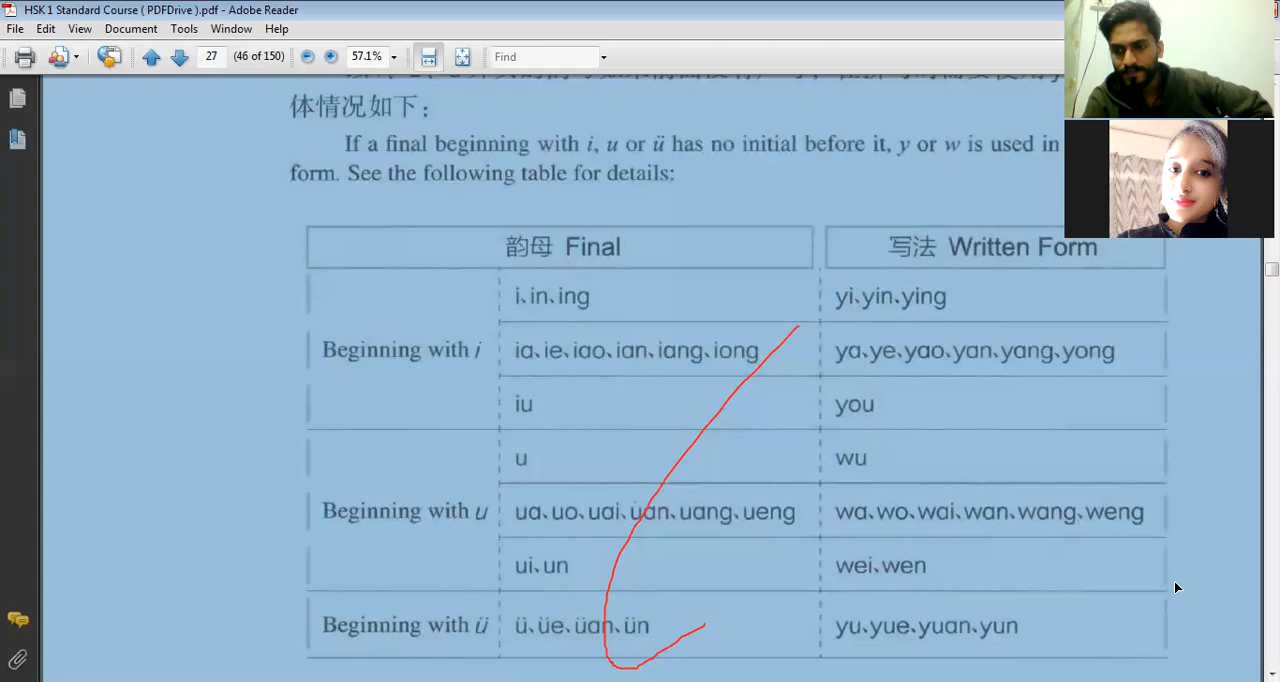 HSK 1 Standard Course ( PDFDrive ).pdf - Adobe Reader
File Edit View Document Tools Window Help
27 (46 of 150) 57.1% Find
体情况如下：
If a final beginning with i, u or ü has no initial before it, y or w is used in
form. See the following table for details:
韵母 Final 写法 Written Form
i、in、ing yi、yin、ying
Beginning with i ia、ie、iao、ian、iang、iong ya、ye、yao、yan、yang、yong
iu you
u wu
Beginning with u ua、uo、uai、uan、uang、ueng wa、wo、wai、wan、wang、weng
ui、un wei、wen
Beginning with ü ü、üe、üan、ün yu、yue、yuan、yun